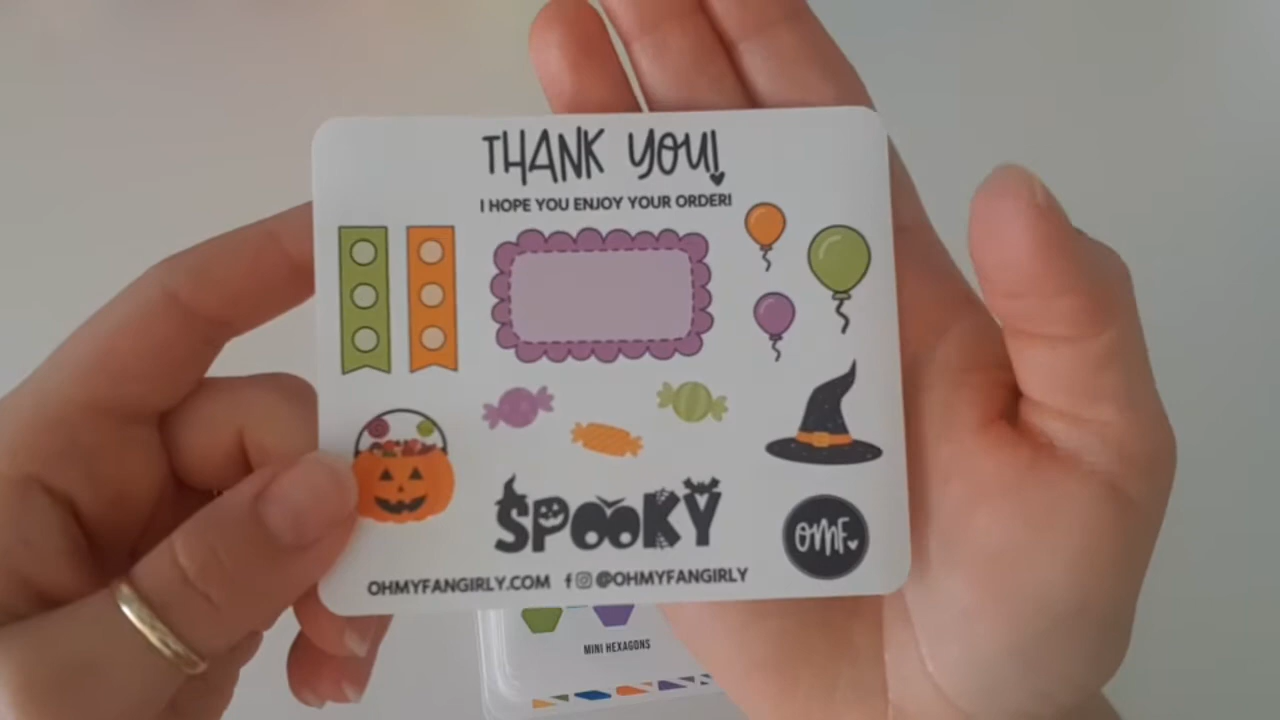 THANK YOU!
I HOPE YOU ENJOY YOUR ORDER!
SPOOKY
OMF
OHMYFANGIRLY.COM f @OHMYFANGIRLY
MINI HEXAGONS